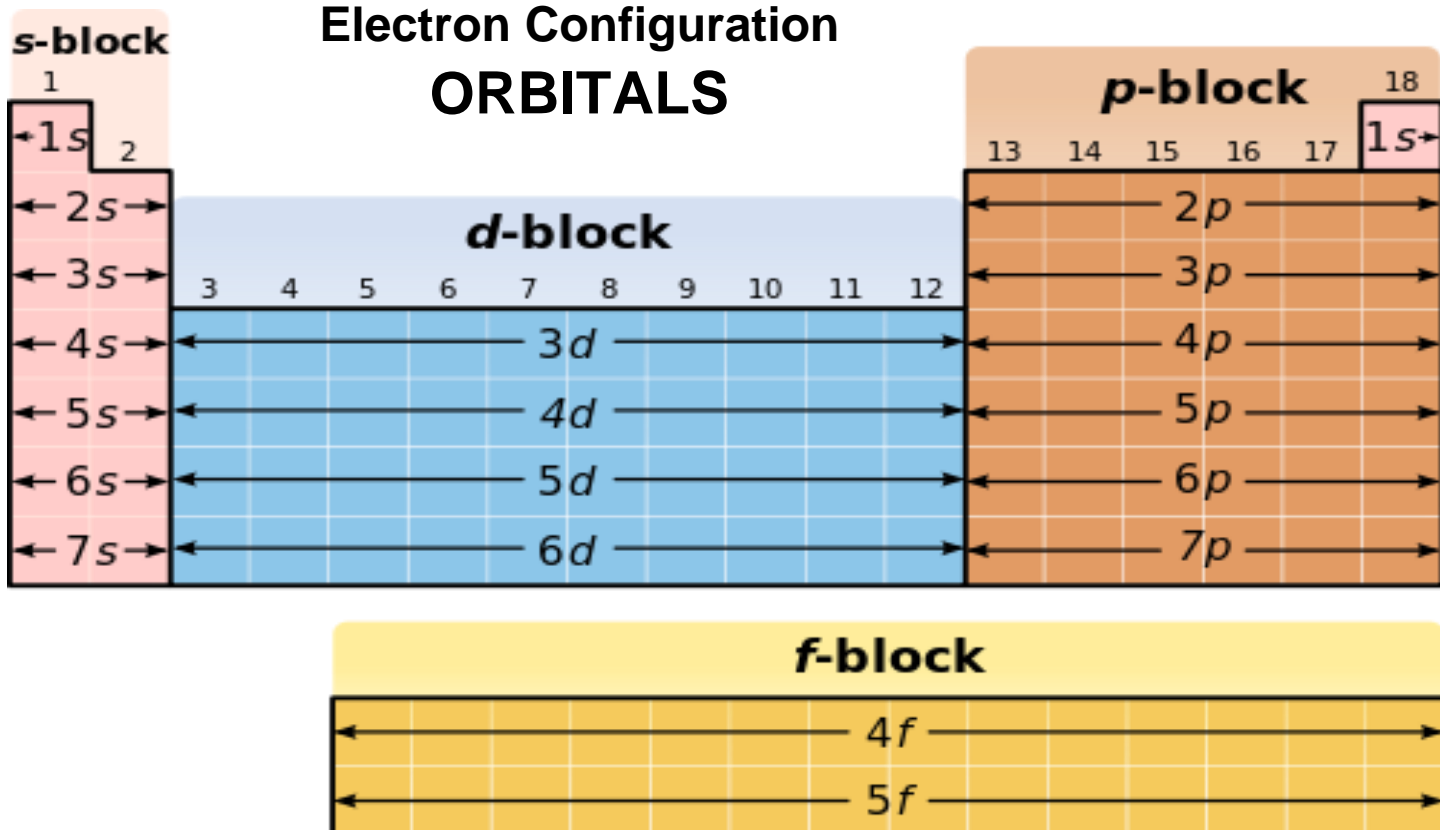 Electron Configuration
ORBITALS
s-block
1
1s
2
2s
3s
4s
5s
6s
7s
d-block
3 4 5 6 7 8 9 10 11 12
3d
4d
5d
6d
p-block
18
13 14 15 16 17
1s
2p
3p
4p
5p
6p
7p
f-block
4f
5f